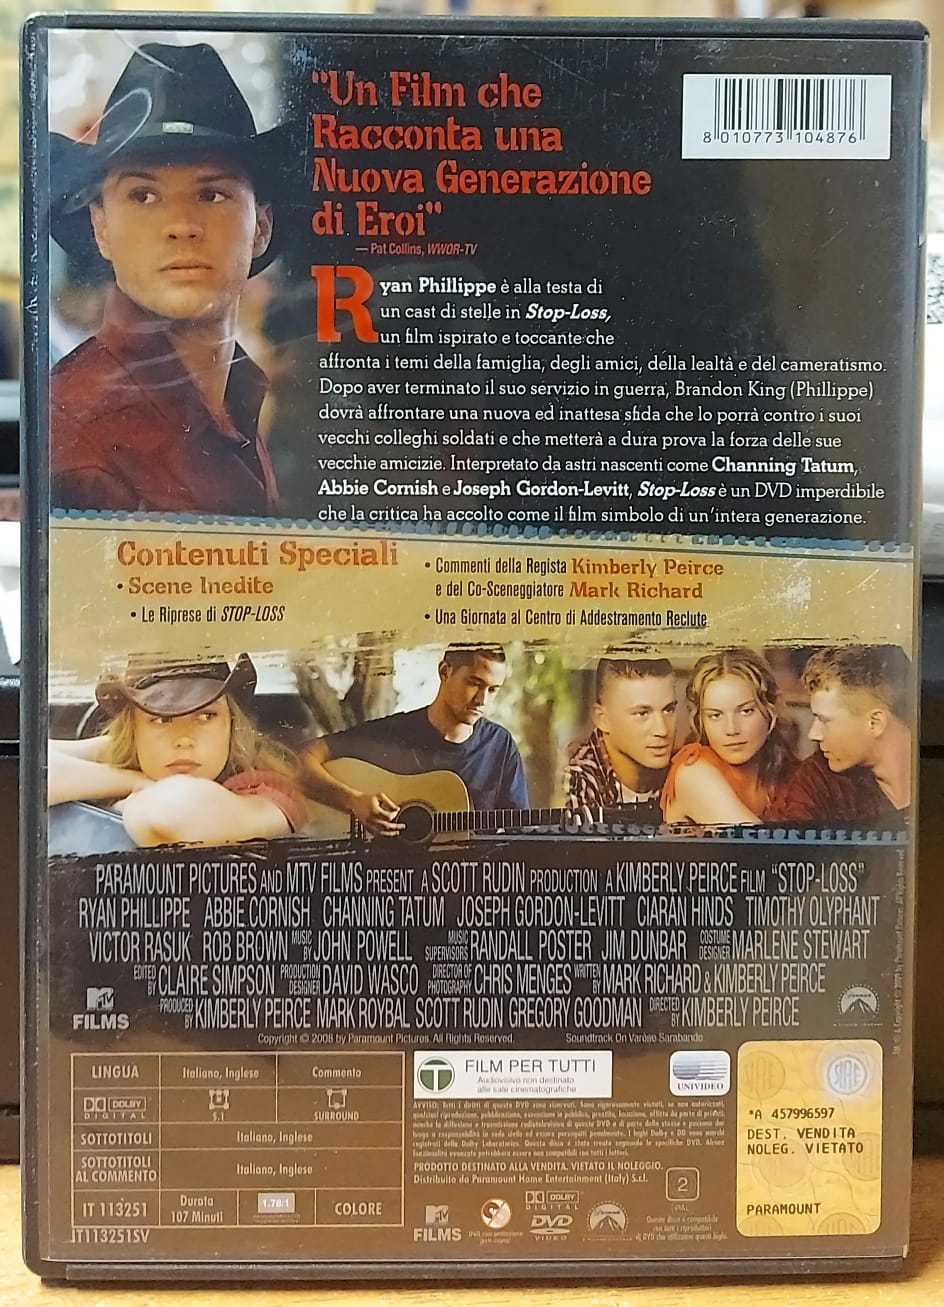 "Un Film che
Racconta una
Nuova Generazione
di Eroi"
— Pat Collins, WWOR-TV
8 010773 104876
Ryan Phillippe è alla testa di
un cast di stelle in Stop-Loss,
un film ispirato e toccante che
affronta i temi della famiglia, degli amici, della lealtà e del cameratismo.
Dopo aver terminato il suo servizio in guerra, Brandon King (Phillippe)
dovrà affrontare una nuova ed inattesa sfida che lo porrà contro i suoi
vecchi colleghi soldati e che metterà a dura prova la forza delle sue
vecchie amicizie. Interpretato da astri nascenti come Channing Tatum,
Abbie Cornish e Joseph Gordon-Levitt, Stop-Loss è un DVD imperdibile
che la critica ha accolto come il film simbolo di un'intera generazione.
Contenuti Speciali
• Scene Inedite
• Le Riprese di STOP-LOSS
• Commenti della Regista Kimberly Peirce
e del Co-Sceneggiatore Mark Richard
• Una Giornata al Centro di Addestramento Reclute
PARAMOUNT PICTURES AND MTV FILMS PRESENT A SCOTT RUDIN PRODUCTION A KIMBERLY PEIRCE FILM "STOP-LOSS"
RYAN PHILLIPPE ABBIE CORNISH CHANNING TATUM JOSEPH GORDON-LEVITT CIARÁN HINDS TIMOTHY OLYPHANT
VICTOR RASUK ROB BROWN MUSIC BY JOHN POWELL MUSIC SUPERVISORS RANDALL POSTER JIM DUNBAR COSTUME DESIGNER MARLENE STEWART
EDITED BY CLAIRE SIMPSON PRODUCTION DESIGNER DAVID WASCO DIRECTOR OF PHOTOGRAPHY CHRIS MENGES WRITTEN BY MARK RICHARD & KIMBERLY PEIRCE
PRODUCED BY KIMBERLY PEIRCE MARK ROYBAL SCOTT RUDIN GREGORY GOODMAN DIRECTED BY KIMBERLY PEIRCE
MTV
FILMS
Copyright © 2008 by Paramount Pictures. All Rights Reserved. Soundtrack On Varèse Sarabande
LINGUA Italiano, Inglese Commento
DOLBY
DIGITAL 5.1 SURROUND
SOTTOTITOLI Italiano, Inglese
SOTTOTITOLI
AL COMMENTO Italiano, Inglese
IT 113251 Durata
107 Minuti 1.78:1 COLORE
IT113251SV
T FILM PER TUTTI
Audiovisivo non destinato
alle sale cinematografiche
UNIVIDEO
PRODOTTO DESTINATO ALLA VENDITA. VIETATO IL NOLEGGIO.
Distribuito da Paramount Home Entertainment (Italy) S.r.l.
2
PAL
MTV
FILMS
DOLBY
DIGITAL
DVD
VIDEO
*A 457996597
DEST. VENDITA
NOLEG. VIETATO
PARAMOUNT